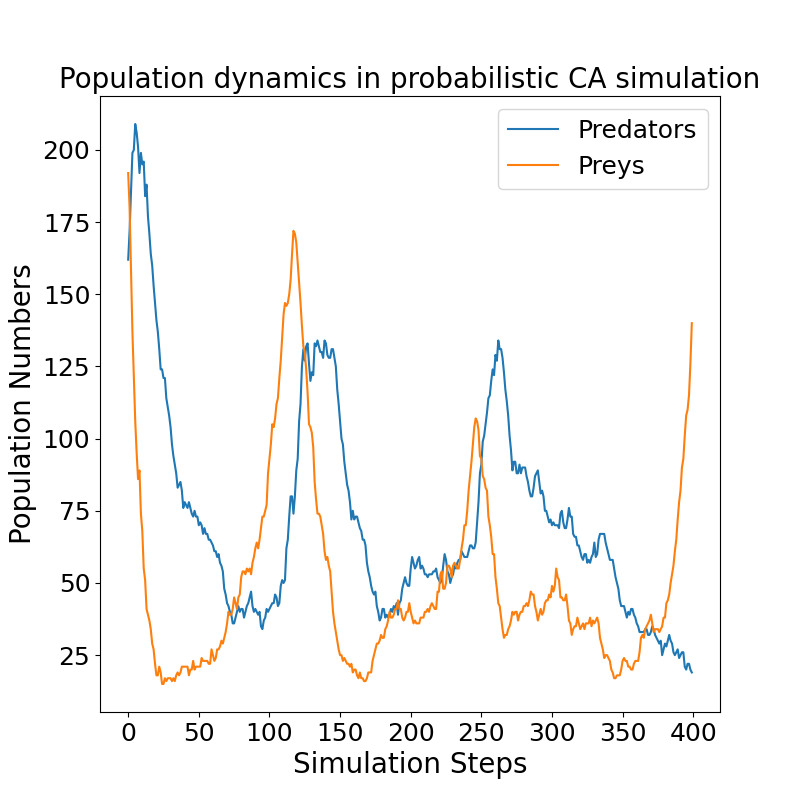 Population dynamics in probabilistic CA simulation
Predators
Preys
Population Numbers
200
175
150
125
100
75
50
25
0 50 100 150 200 250 300 350 400
Simulation Steps